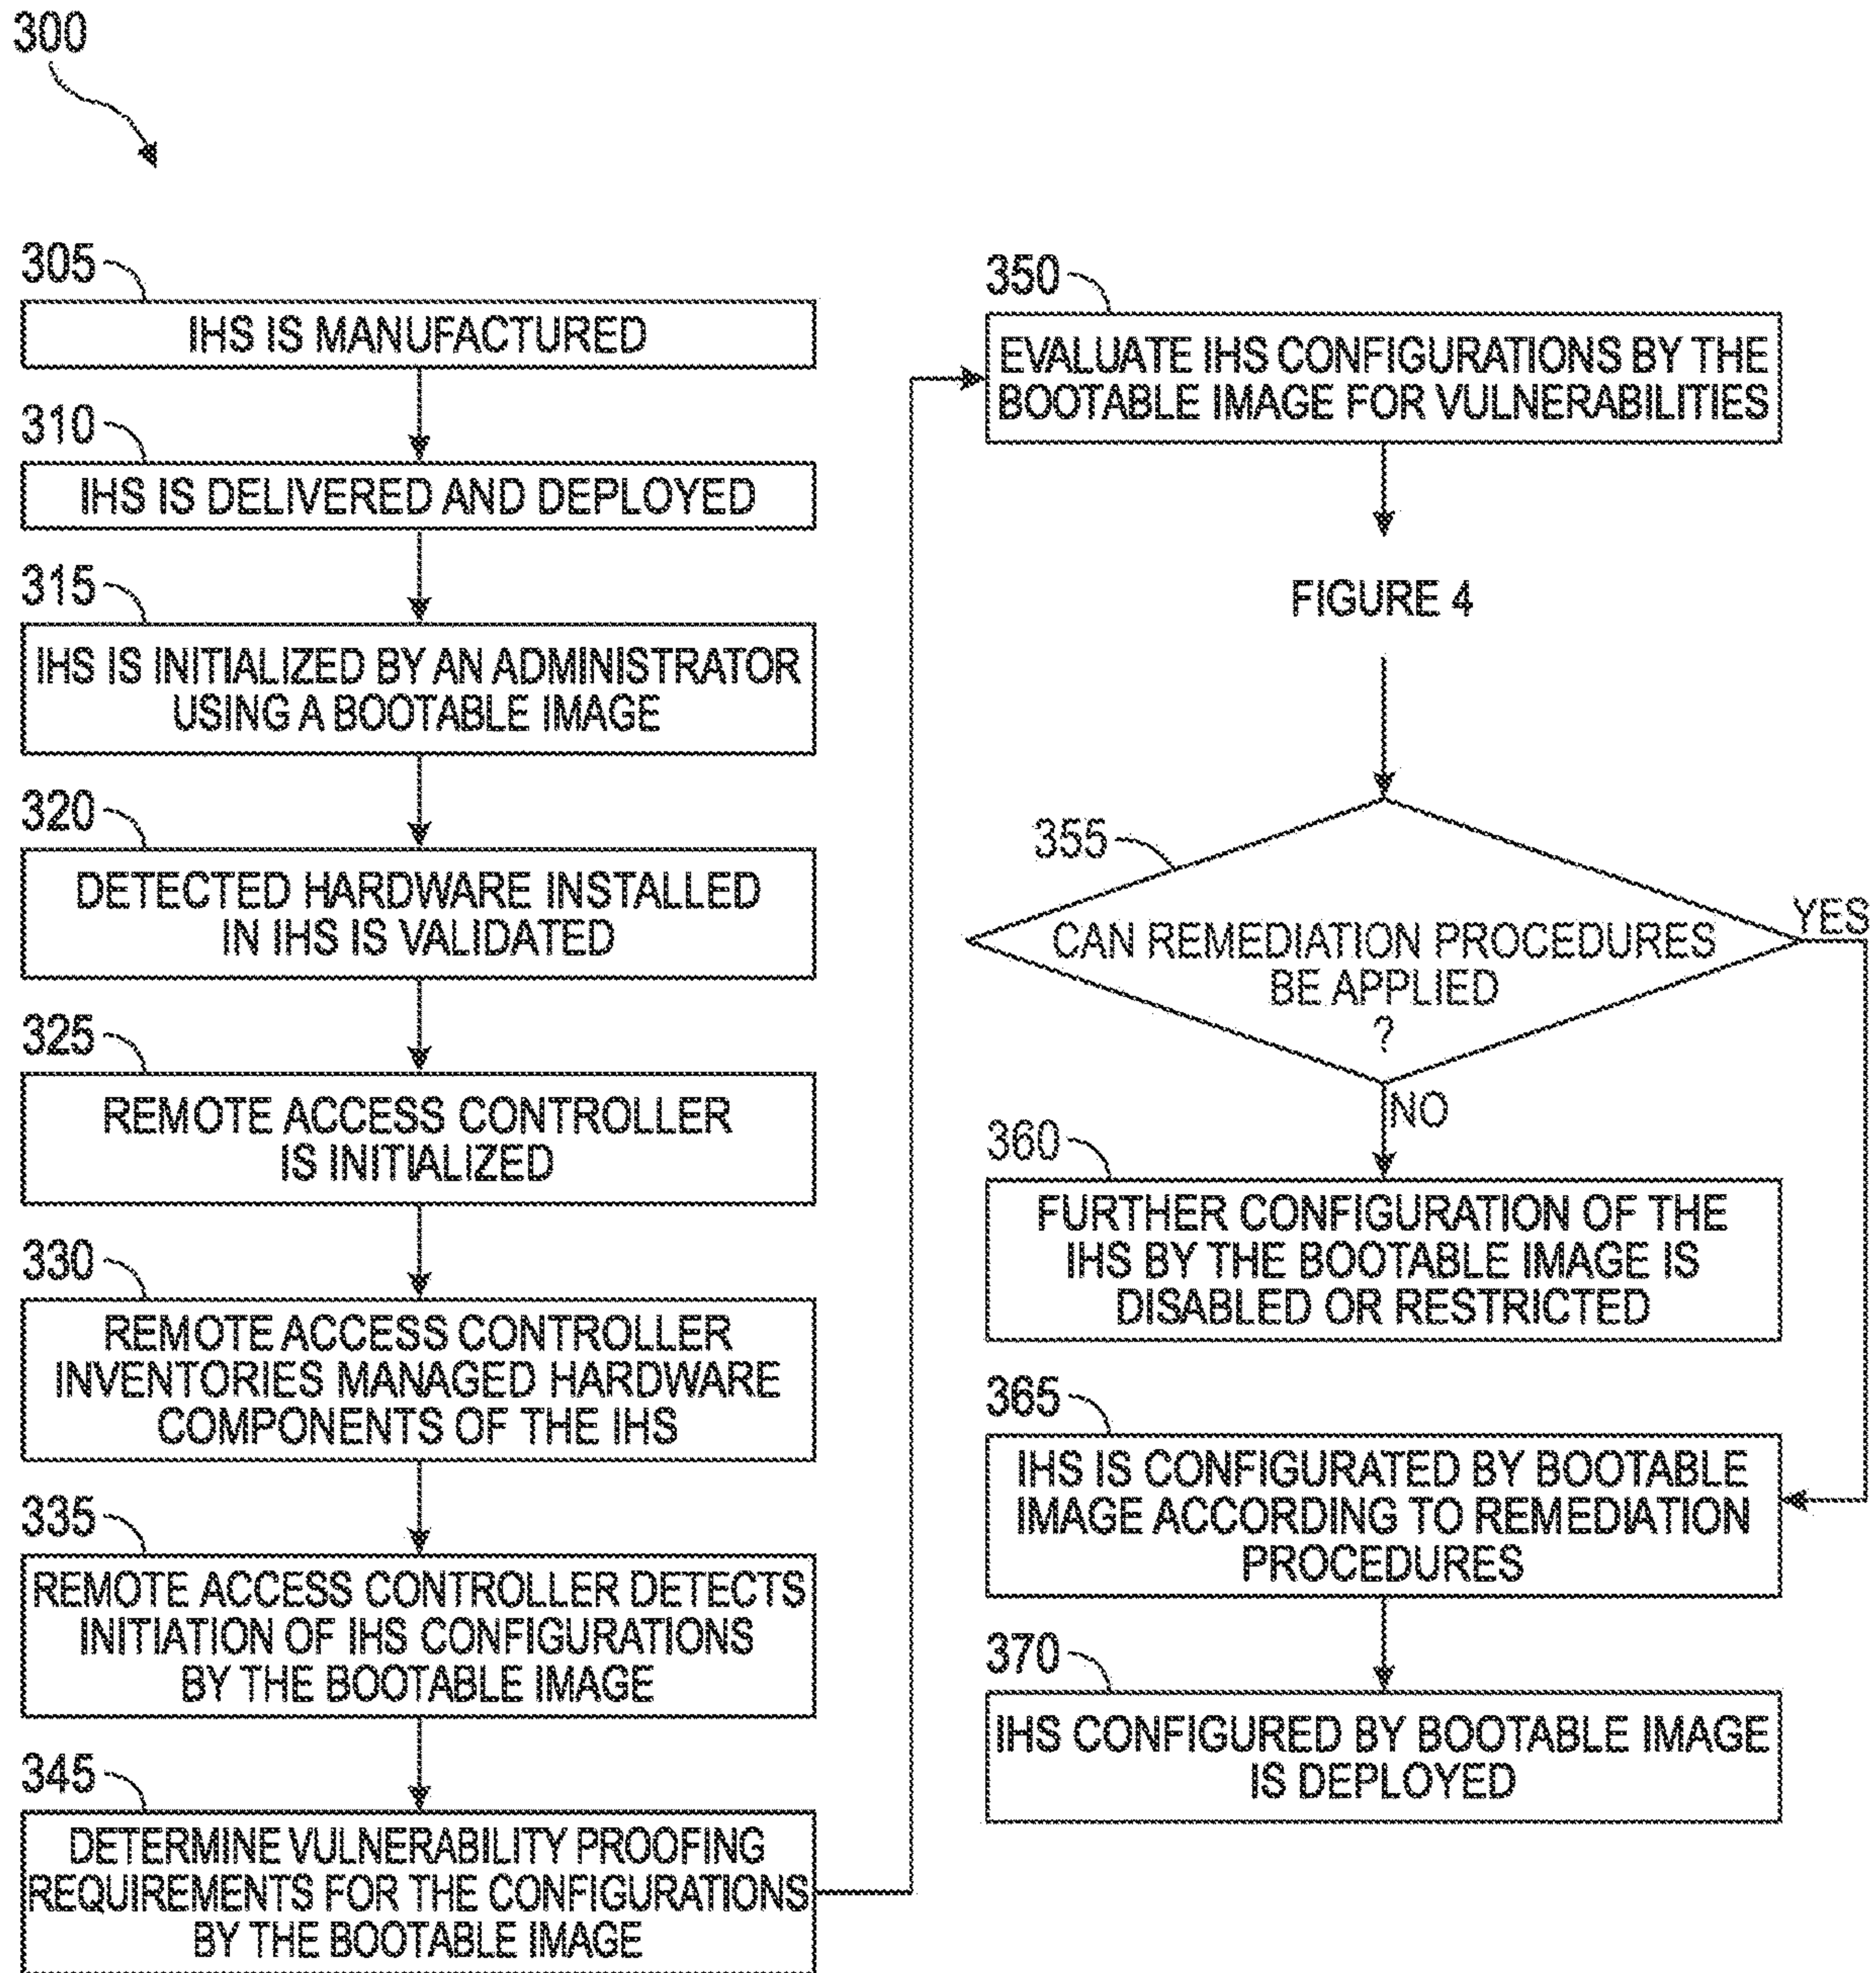 300
305
IHS IS MANUFACTURED
310
IHS IS DELIVERED AND DEPLOYED
315
IHS IS INITIALIZED BY AN ADMINISTRATOR
USING A BOOTABLE IMAGE
320
DETECTED HARDWARE INSTALLED
IN IHS IS VALIDATED
325
REMOTE ACCESS CONTROLLER
IS INITIALIZED
330
REMOTE ACCESS CONTROLLER
INVENTORIES MANAGED HARDWARE
COMPONENTS OF THE IHS
335
REMOTE ACCESS CONTROLLER DETECTS
INITIATION OF IHS CONFIGURATIONS
BY THE BOOTABLE IMAGE
345
DETERMINE VULNERABILITY PROOFING
REQUIREMENTS FOR THE CONFIGURATIONS
BY THE BOOTABLE IMAGE
350
EVALUATE IHS CONFIGURATIONS BY THE
BOOTABLE IMAGE FOR VULNERABILITIES
FIGURE 4
355
CAN REMEDIATION PROCEDURES
BE APPLIED
?
YES
NO
360
FURTHER CONFIGURATION OF THE
IHS BY THE BOOTABLE IMAGE IS
DISABLED OR RESTRICTED
365
IHS IS CONFIGURATED BY BOOTABLE
IMAGE ACCORDING TO REMEDIATION
PROCEDURES
370
IHS CONFIGURED BY BOOTABLE IMAGE
IS DEPLOYED